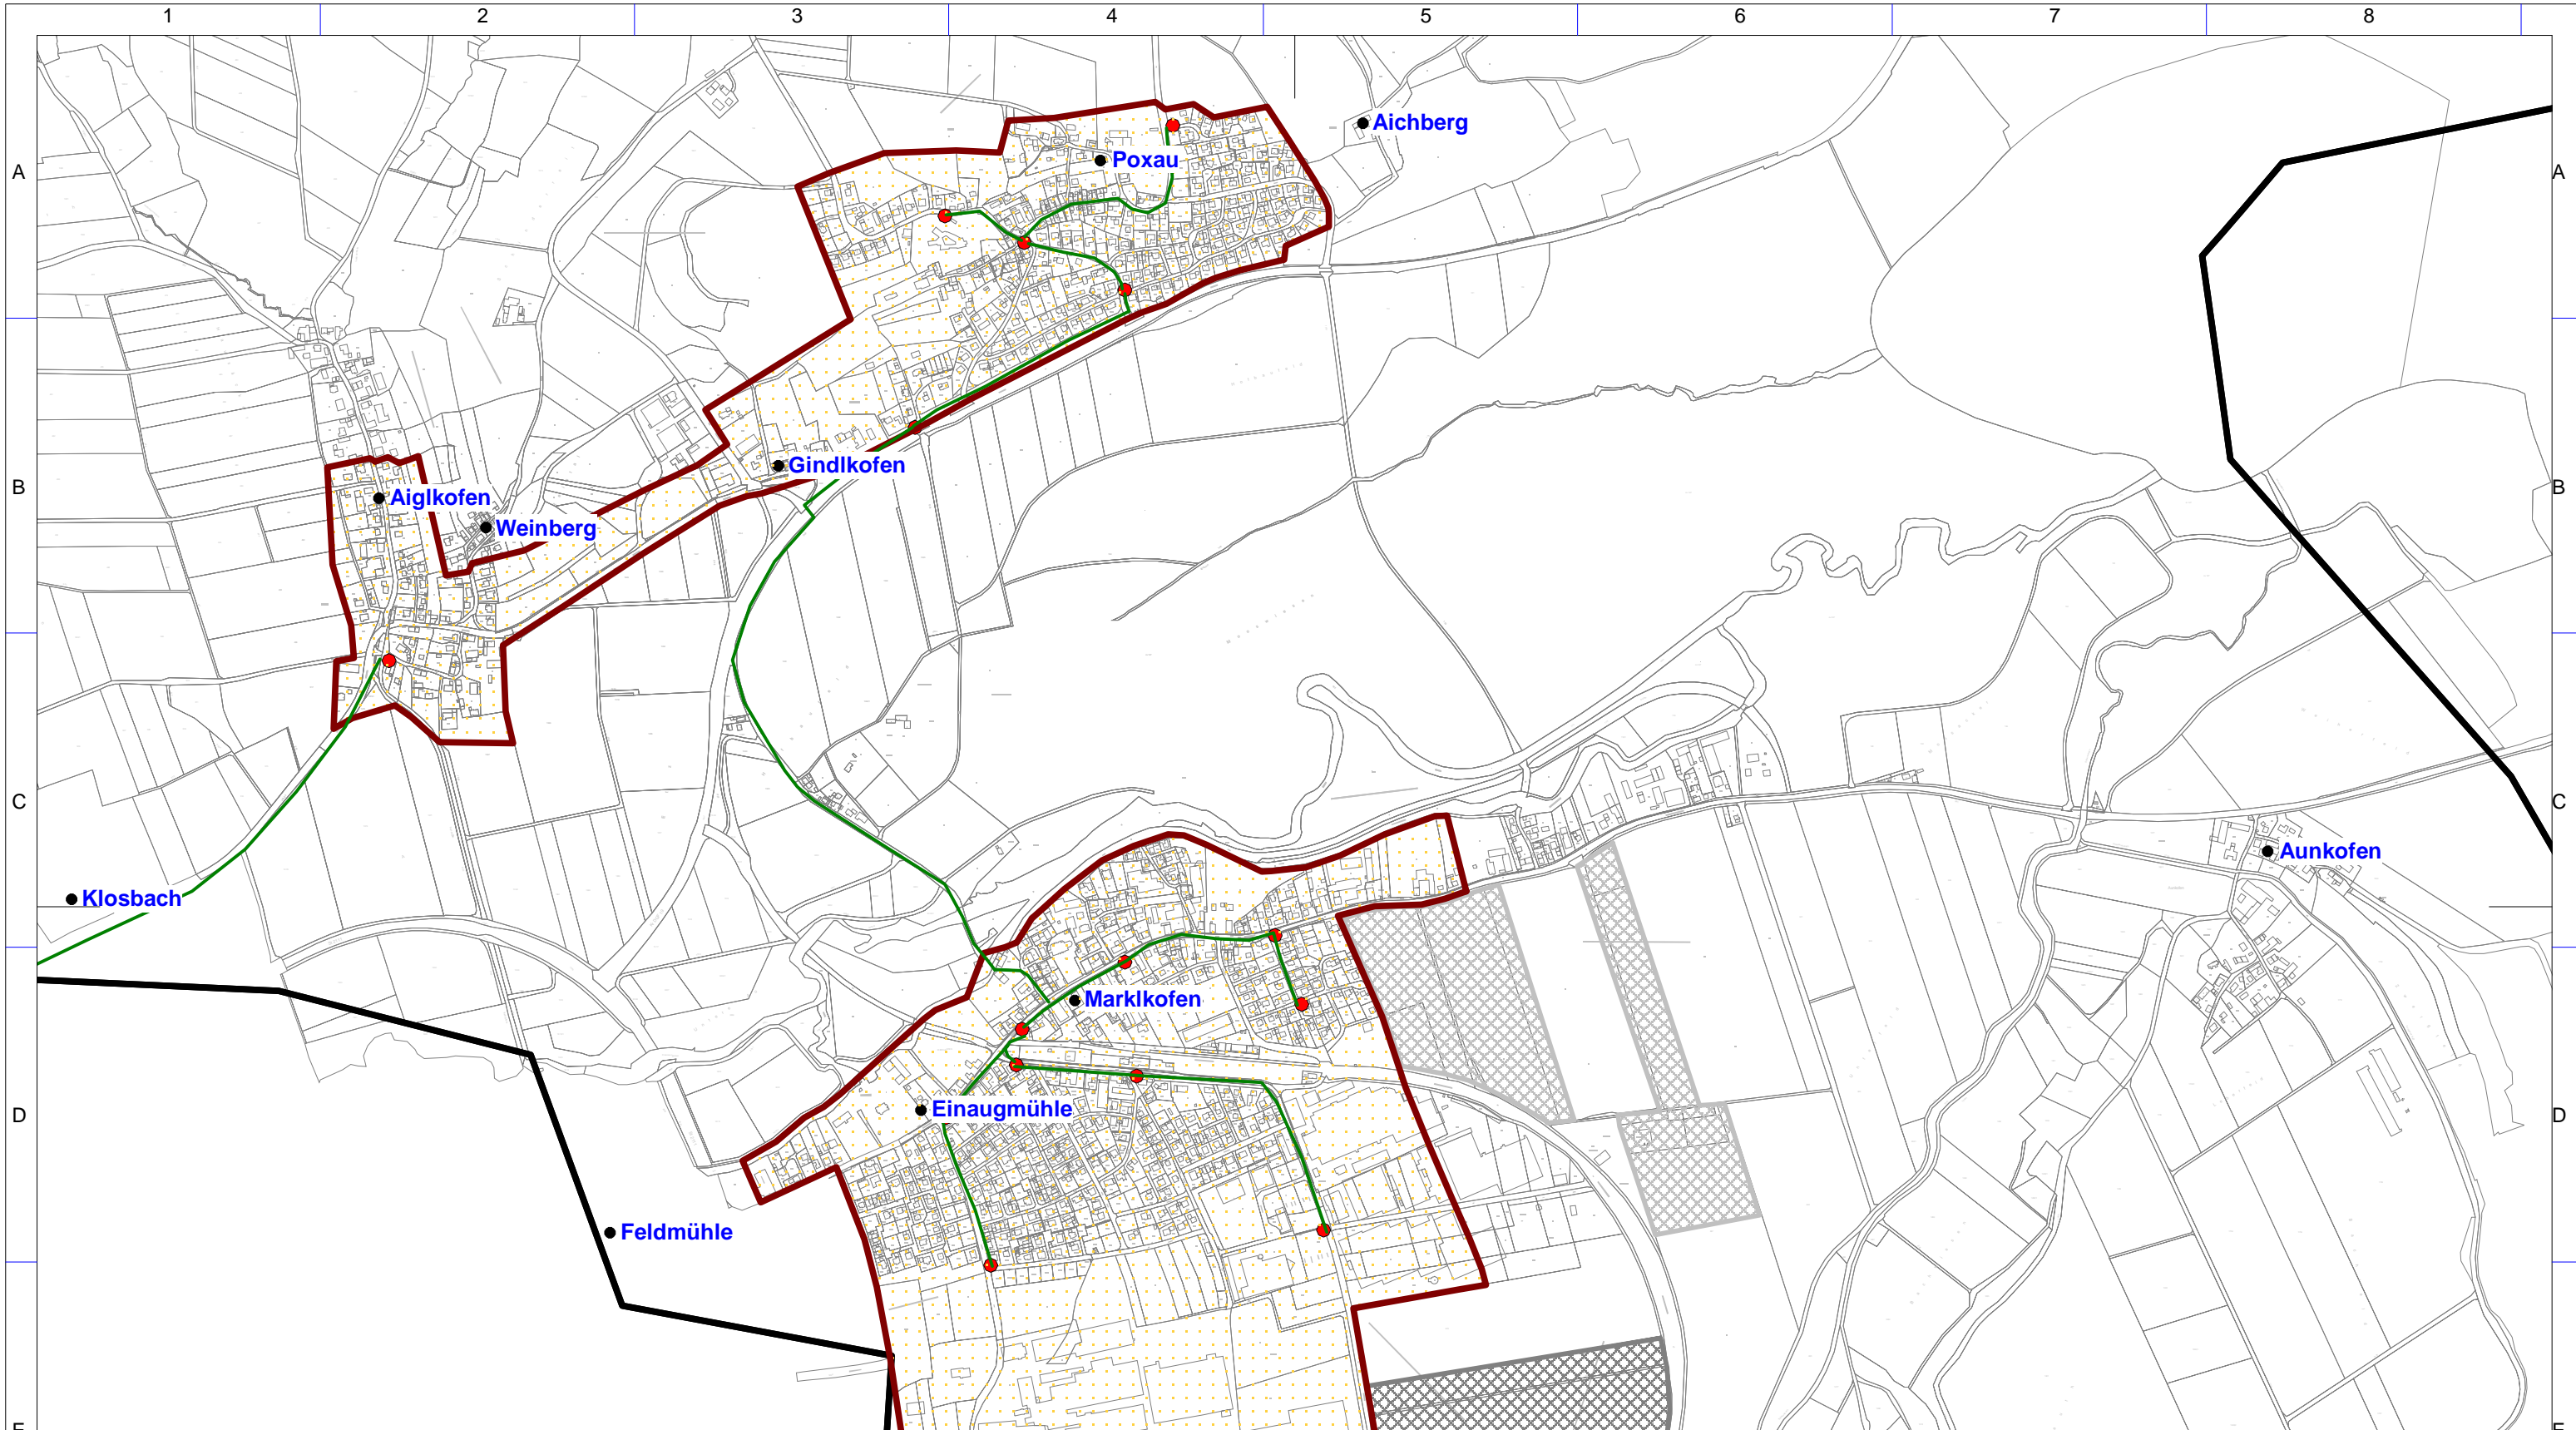 1 2 3 4 5 6 7 8
Aichberg
Poxau
A A
Gindlkofen
B B
Aiglkofen
Weinberg
C C
Aunkofen
Klosbach
Marklkofen
Einaugmühle
D D
Feldmühle